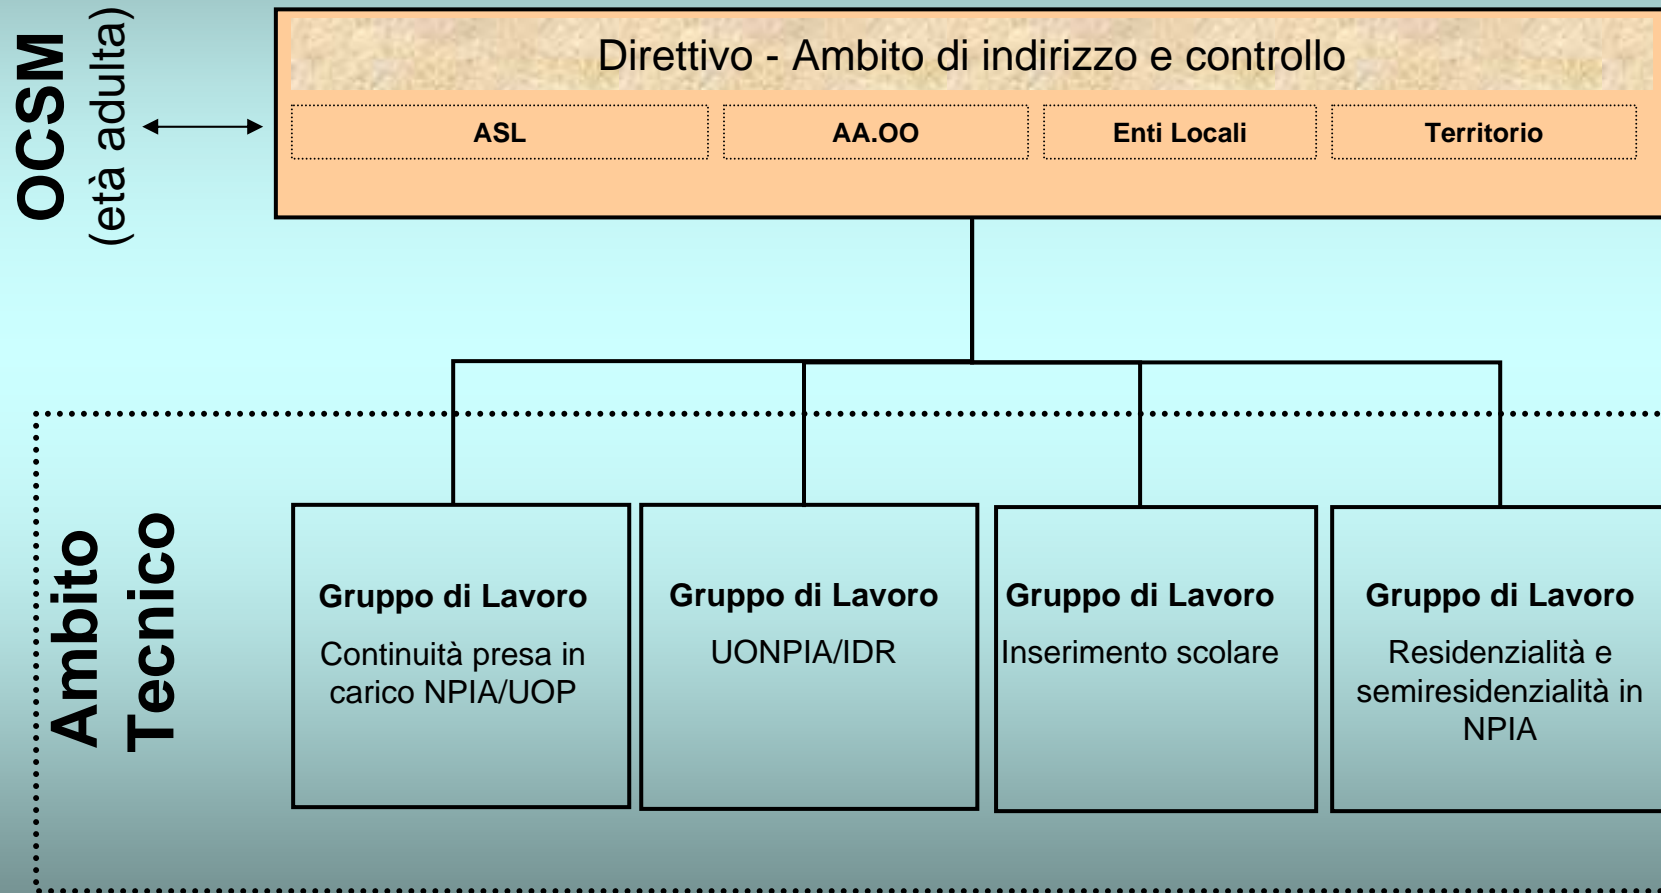 OCSM
(età adulta)
Direttivo - Ambito di indirizzo e controllo
ASL
AA.OO
Enti Locali
Territorio
Ambito
Tecnico
Gruppo di Lavoro
Continuità presa in
carico NPIA/UOP
Gruppo di Lavoro
UONPIA/IDR
Gruppo di Lavoro
Inserimento scolare
Gruppo di Lavoro
Residenzialità e
semiresidenzialità in
NPIA